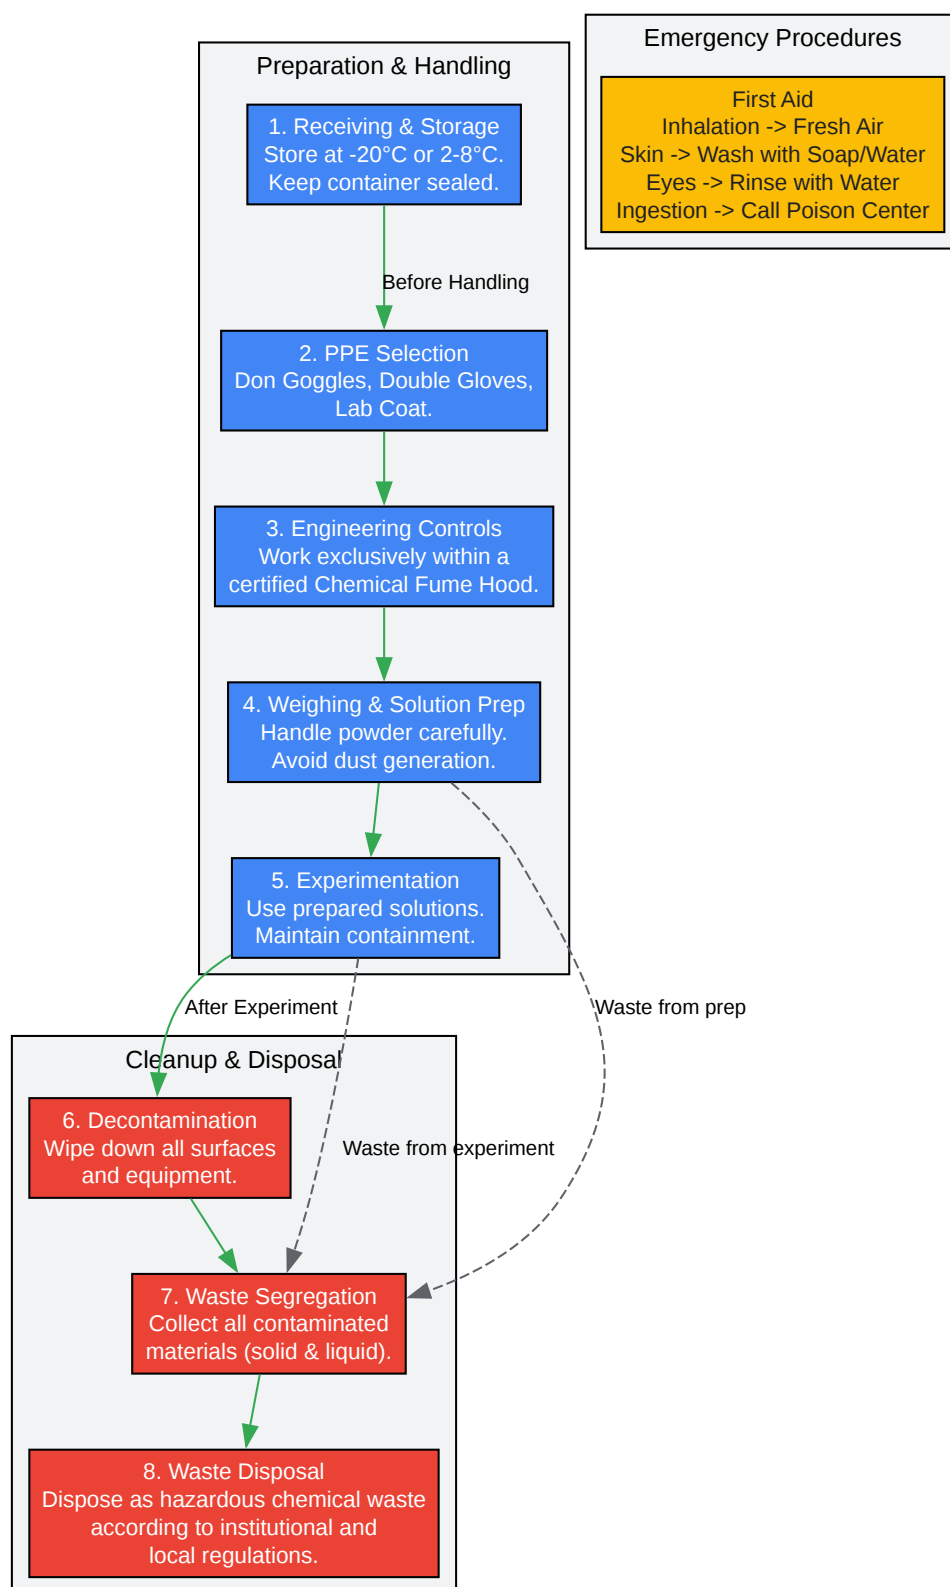 Preparation & Handling
1. Receiving & Storage
Store at -20°C or 2-8°C.
Keep container sealed.
Before Handling
2. PPE Selection
Don Goggles, Double Gloves,
Lab Coat.
3. Engineering Controls
Work exclusively within a
certified Chemical Fume Hood.
4. Weighing & Solution Prep
Handle powder carefully.
Avoid dust generation.
5. Experimentation
Use prepared solutions.
Maintain containment.
After Experiment
Waste from prep
Cleanup & Disposal
6. Decontamination
Wipe down all surfaces
and equipment.
Waste from experiment
7. Waste Segregation
Collect all contaminated
materials (solid & liquid).
8. Waste Disposal
Dispose as hazardous chemical waste
according to institutional and
local regulations.
Emergency Procedures
First Aid
Inhalation -> Fresh Air
Skin -> Wash with Soap/Water
Eyes -> Rinse with Water
Ingestion -> Call Poison Center